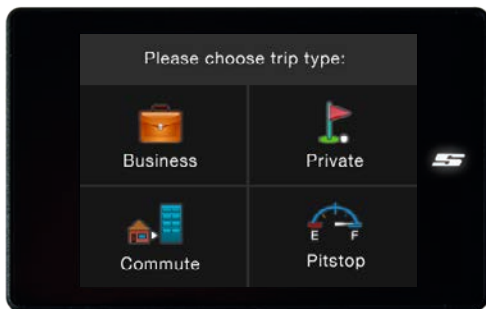 Please choose trip type:
Business
Private
Commute
E F
Pitstop